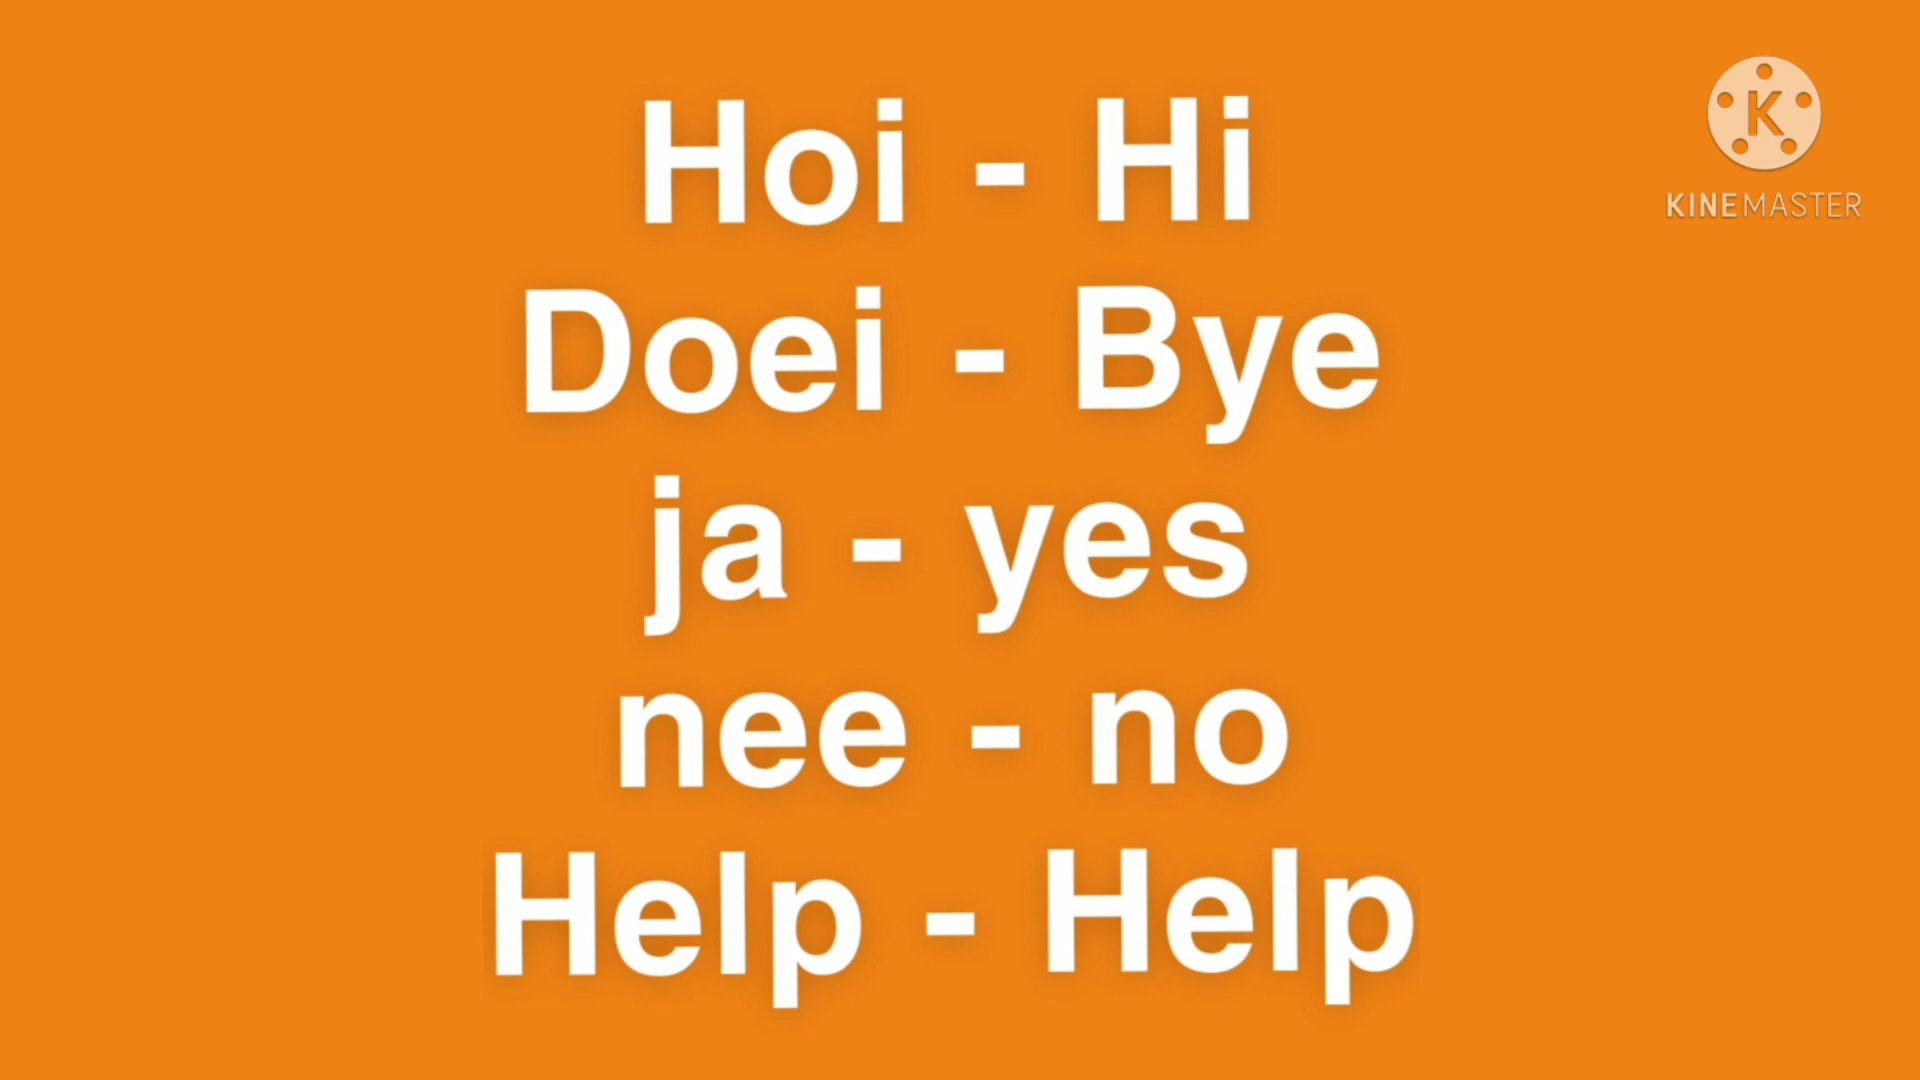 Hoi - Hi
K
KINEMASTER
Doei - Bye
ja - yes
nee - no
Help - Help